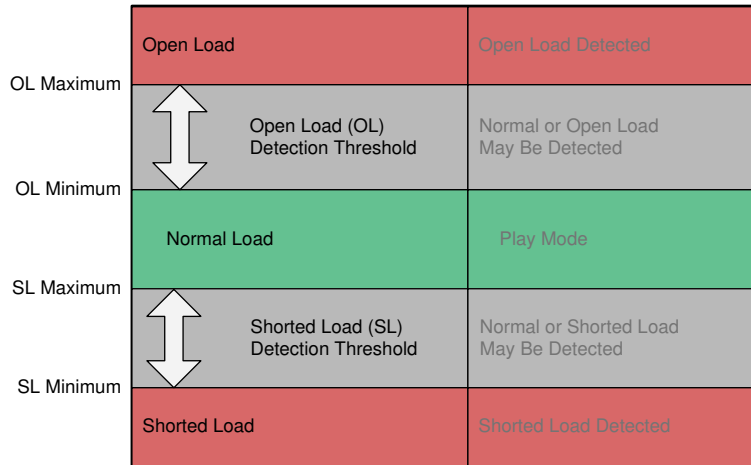 Open Load
Open Load Detected
OL Maximum
Open Load (OL)
Detection Threshold
Normal or Open Load
May Be Detected
OL Minimum
Normal Load
Play Mode
SL Maximum
Shorted Load (SL)
Detection Threshold
Normal or Shorted Load
May Be Detected
SL Minimum
Shorted Load
Shorted Load Detected